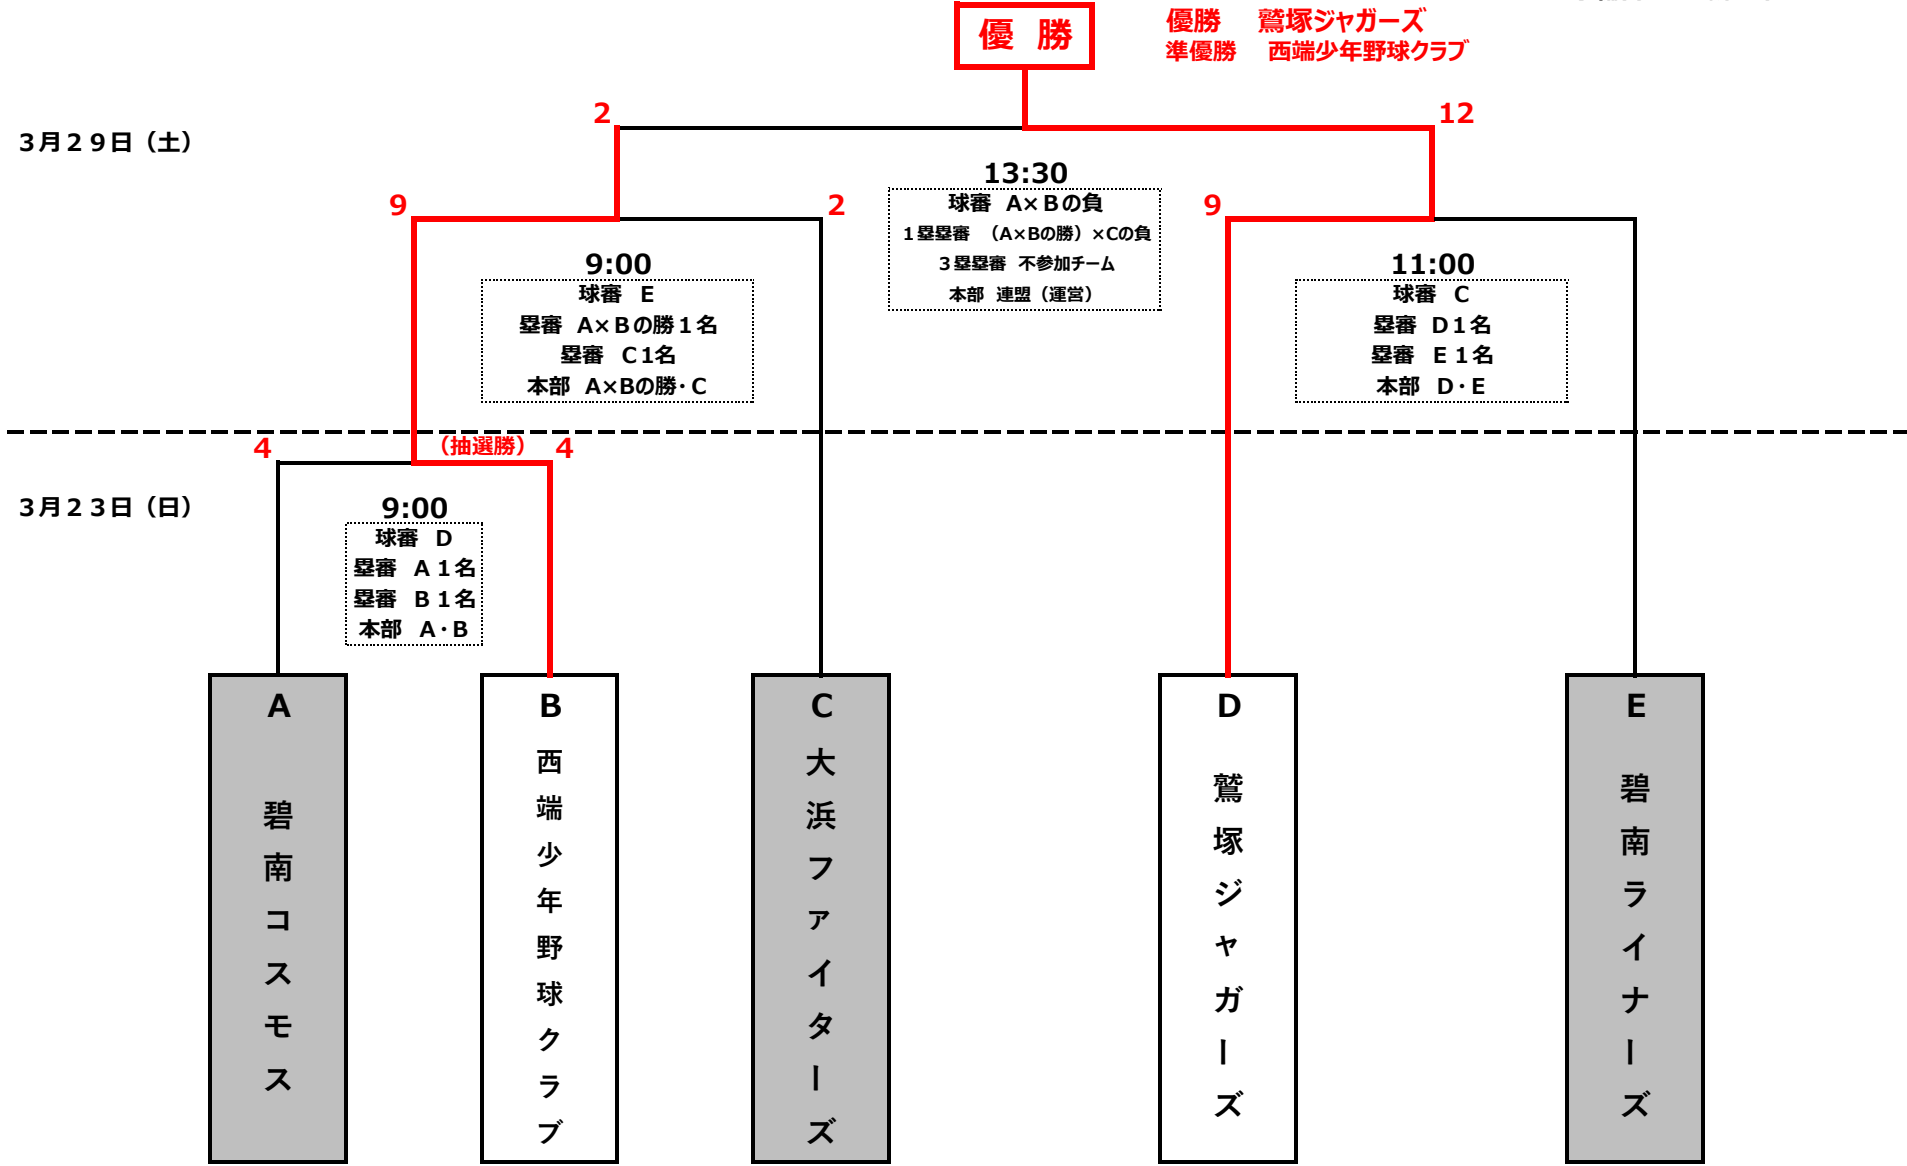 優 勝
優勝 鷲塚ジャガーズ
準優勝 西端少年野球クラブ
2
12
3月29日（土）
13:30
球審 A×Bの負
1塁塁審 （A×Bの勝）×Cの負
3塁塁審 不参加チーム
本部 連盟（運営）
9
2
9
9:00
球審 E
塁審 A×Bの勝1名
塁審 C1名
本部 A×Bの勝・C
11:00
球審 C
塁審 D1名
塁審 E1名
本部 D・E
4
（抽選勝）
4
3月23日（日）
9:00
球審 D
塁審 A1名
塁審 B1名
本部 A・B
A 碧南コスモス
B 西端少年野球クラブ
C 大浜ファイターズ
D 鷲塚ジャガーズ
E 碧南ライナーズ